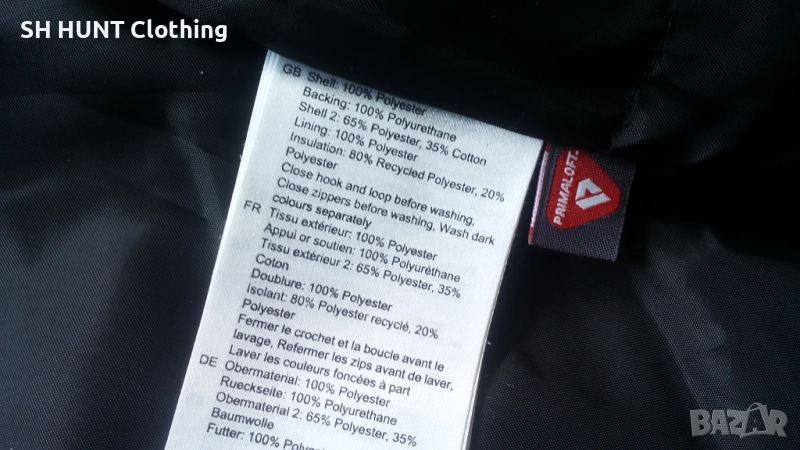 SH HUNT Clothing
GB Shell: 100% Polyester
Backing: 100% Polyurethane
Shell 2: 65% Polyester, 35% Cotton
Lining: 100% Polyester
Insulation: 80% Recycled Polyester, 20%
Polyester
Close hook and loop before washing,
Close zippers before washing, Wash dark
colours separately
FR Tissu extérieur: 100% Polyester
Appui or soutien: 100% Polyuréthane
Tissu extérieur 2: 65% Polyester, 35%
Coton
Doublure: 100% Polyester
Isolant: 80% Polyester recyclé, 20%
Polyester
Fermer le crochet et la boucle avant le
lavage, Refermer les zips avant de laver,
Laver les couleurs foncées à part
DE Obermaterial: 100% Polyester
Rueckseite: 100% Polyurethane
Obermaterial 2: 65% Polyester, 35%
Baumwolle
Futter: 100%
PRIMALOFT
BAZAR